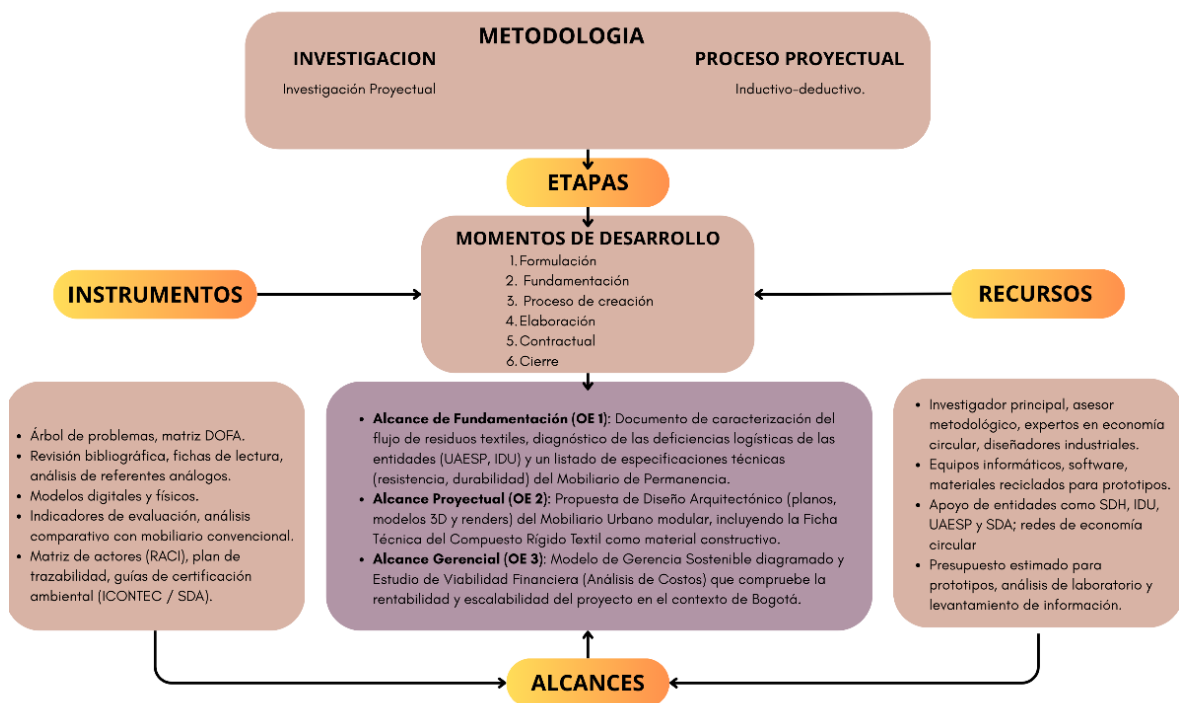 METODOLOGIA
INVESTIGACION
Investigación Proyectual
PROCESO PROYECTUAL
Inductivo-deductivo.
ETAPAS
MOMENTOS DE DESARROLLO
1. Formulación
2. Fundamentación
3. Proceso de creación
4. Elaboración
5. Contractual
6. Cierre
INSTRUMENTOS
RECURSOS
• Árbol de problemas, matriz DOFA.
• Revisión bibliográfica, fichas de lectura,
análisis de referentes análogos.
• Modelos digitales y físicos.
• Indicadores de evaluación, análisis
comparativo con mobiliario convencional.
• Matriz de actores (RACI), plan de
trazabilidad, guías de certificación
ambiental (ICONTEC / SDA).
• Alcance de Fundamentación (OE 1): Documento de caracterización del
flujo de residuos textiles, diagnóstico de las deficiencias logísticas de las
entidades (UAESP, IDU) y un listado de especificaciones técnicas
(resistencia, durabilidad) del Mobiliario de Permanencia.
• Alcance Proyectual (OE 2): Propuesta de Diseño Arquitectónico (planos,
modelos 3D y renders) del Mobiliario Urbano modular, incluyendo la Ficha
Técnica del Compuesto Rígido Textil como material constructivo.
• Alcance Gerencial (OE 3): Modelo de Gerencia Sostenible diagramado y
Estudio de Viabilidad Financiera (Análisis de Costos) que compruebe la
rentabilidad y escalabilidad del proyecto en el contexto de Bogotá.
• Investigador principal, asesor
metodológico, expertos en economía
circular, diseñadores industriales.
• Equipos informáticos, software,
materiales reciclados para prototipos.
• Apoyo de entidades como SDH, IDU,
UAESP y SDA; redes de economía
circular
• Presupuesto estimado para
prototipos, análisis de laboratorio y
levantamiento de información.
ALCANCES